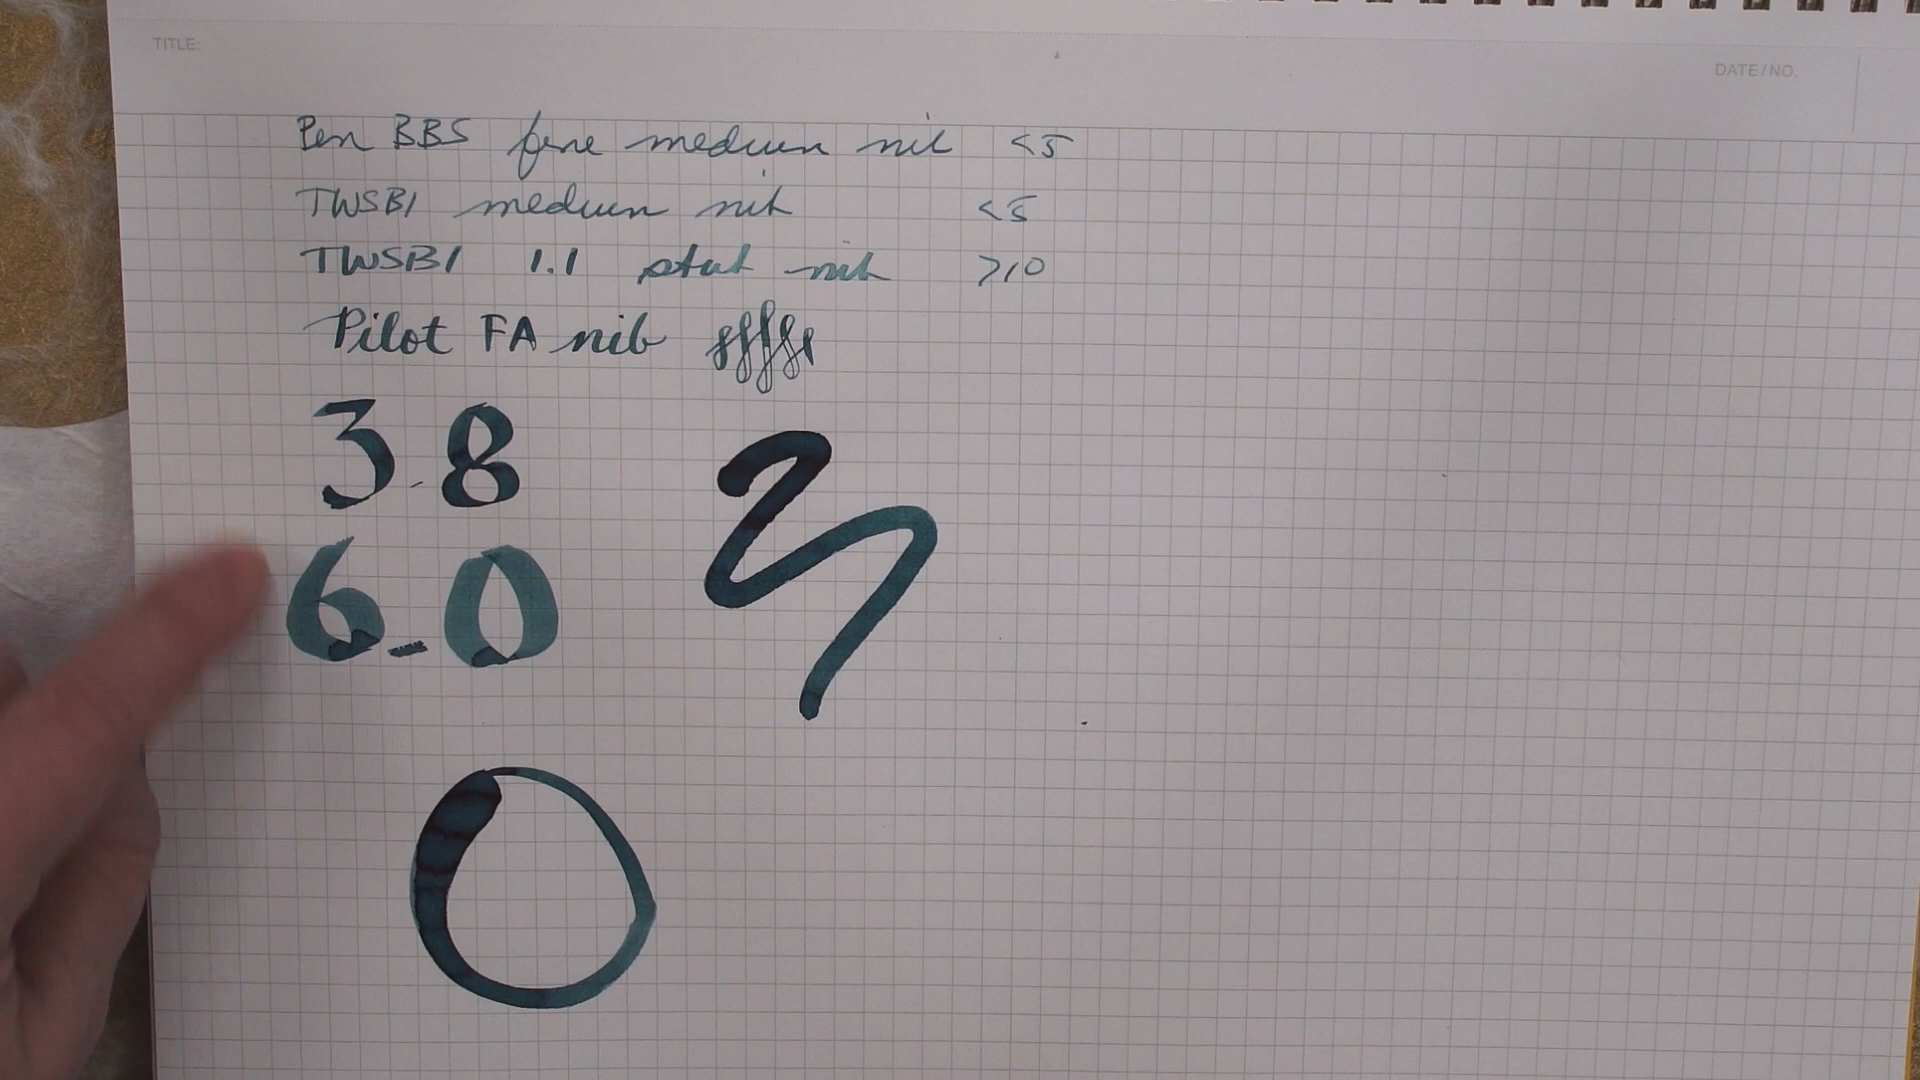 TITLE:
DATE/NO.
Pen BBS fine medium nib <5
TWSBI medium nib <5
TWSBI 1.1 stub nib >10
Pilot FA nib
3.8
6.0